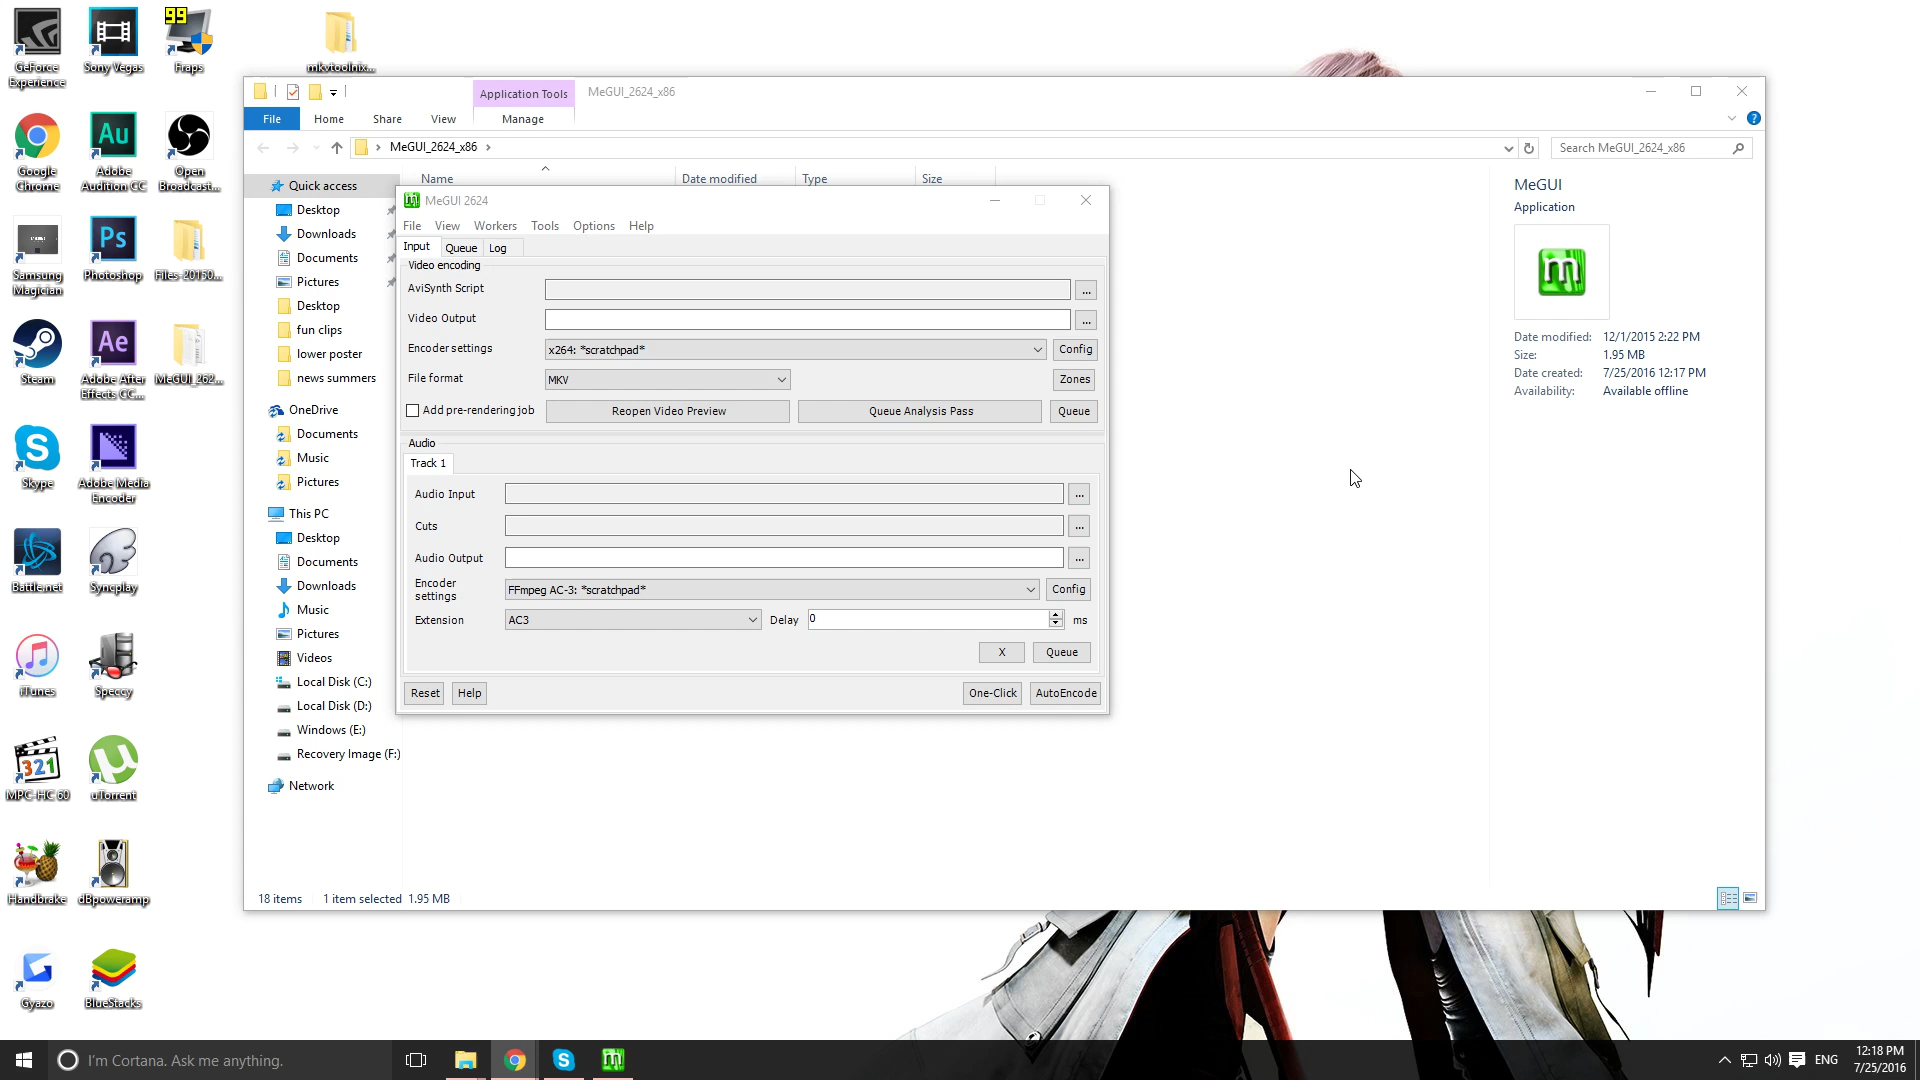 GeForce Experience
Sony Vegas
99
Fraps
mkvtoolnix...
Google Chrome
Au
Adobe Audition CC
Open Broadcast...
Samsung Magician
Ps
Photoshop
Files-20150...
Steam
Ae
Adobe After Effects CC...
MeGUI_262...
Skype
Adobe Media Encoder
Battle.net
Syncplay
iTunes
Speccy
321
MPC-HC 60
uTorrent
Handbrake
dBpoweramp
Gyazo
BlueStacks
Application Tools
MeGUI_2624_x86
File
Home
Share
View
Manage
MeGUI_2624_x86
Search MeGUI_2624_x86
Name
Date modified
Type
Size
Quick access
Desktop
Downloads
Documents
Pictures
Desktop
fun clips
lower poster
news summers
OneDrive
Documents
Music
Pictures
This PC
Desktop
Documents
Downloads
Music
Pictures
Videos
Local Disk (C:)
Local Disk (D:)
Windows (E:)
Recovery Image (F:)
Network
MeGUI 2624
File View Workers Tools Options Help
Input Queue Log
Video encoding
AviSynth Script ...
Video Output ...
Encoder settings x264: *scratchpad* Config
File format MKV Zones
Add pre-rendering job Reopen Video Preview Queue Analysis Pass Queue
Audio
Track 1
Audio Input ...
Cuts ...
Audio Output ...
Encoder settings FFmpeg AC-3: *scratchpad* Config
Extension AC3 Delay 0 ms
X Queue
Reset Help One-Click AutoEncode
MeGUI
Application
Date modified: 12/1/2015 2:22 PM
Size: 1.95 MB
Date created: 7/25/2016 12:17 PM
Availability: Available offline
18 items 1 item selected 1.95 MB
I'm Cortana. Ask me anything.
ENG
12:18 PM
7/25/2016